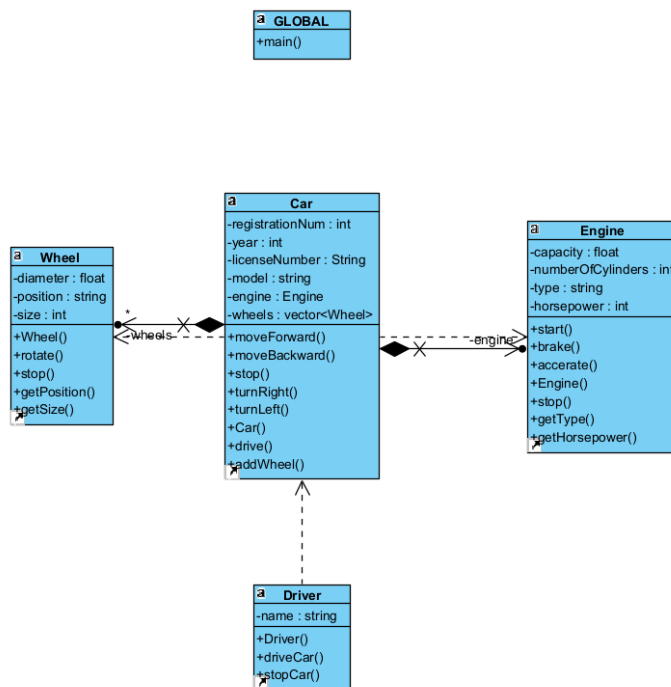 a GLOBAL
+main()
a Car
-registrationNum : int
-year : int
-licenseNumber : String
-model : string
-engine : Engine
-wheels : vector<Wheel>
+moveForward()
+moveBackward()
+stop()
+turnRight()
+turnLeft()
+Car()
+drive()
+addWheel()
a Wheel
-diameter : float
-position : string
-size : int
+Wheel()
+rotate()
+stop()
+getPosition()
+getSize()
*
-wheels
a Engine
-capacity : float
-numberOfCylinders : int
-type : string
-horsepower : int
+start()
+brake()
+accerate()
+Engine()
+stop()
+getType()
+getHorsepower()
-engine
a Driver
-name : string
+Driver()
+driveCar()
+stopCar()